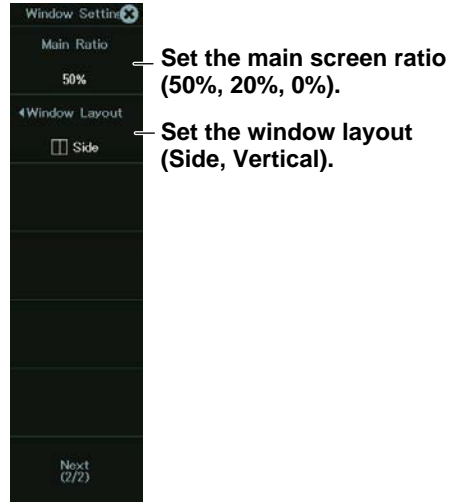 Window Setting
Main Ratio
50%
Set the main screen ratio
(50%, 20%, 0%).
Window Layout
Side
Set the window layout
(Side, Vertical).
Next
(2/2)